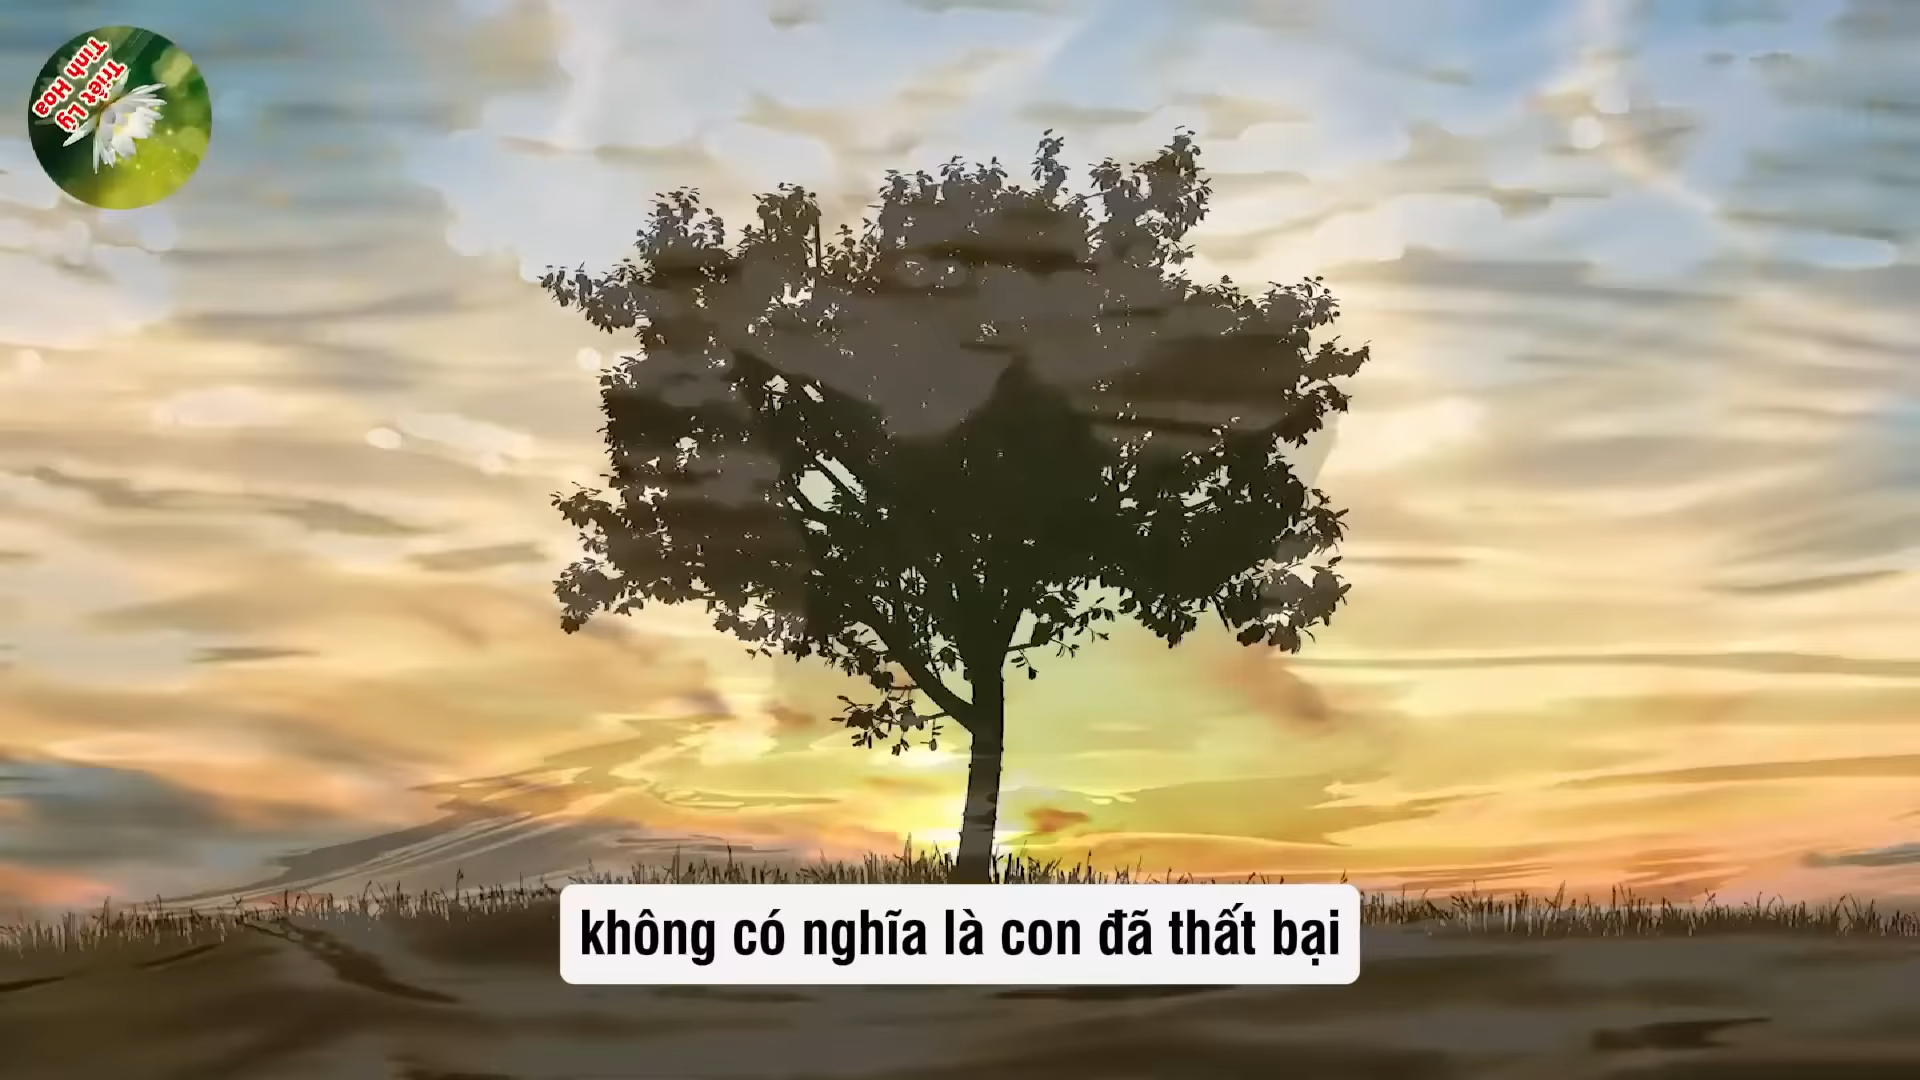 Triết Lý
Tinh Hoa
không có nghĩa là con đã thất bại